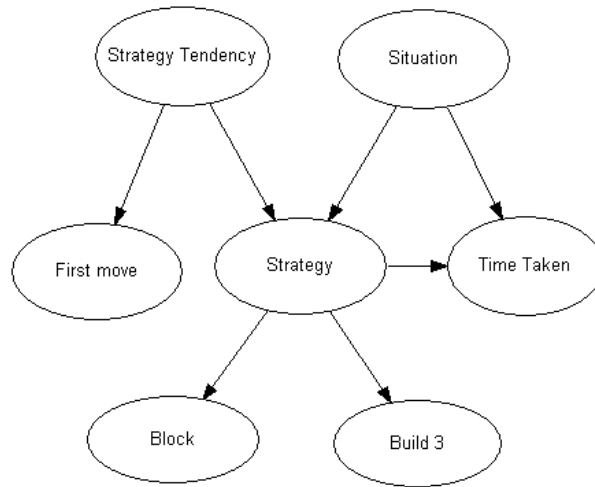 Strategy Tendency
Situation
First move
Strategy
Time Taken
Block
Build 3